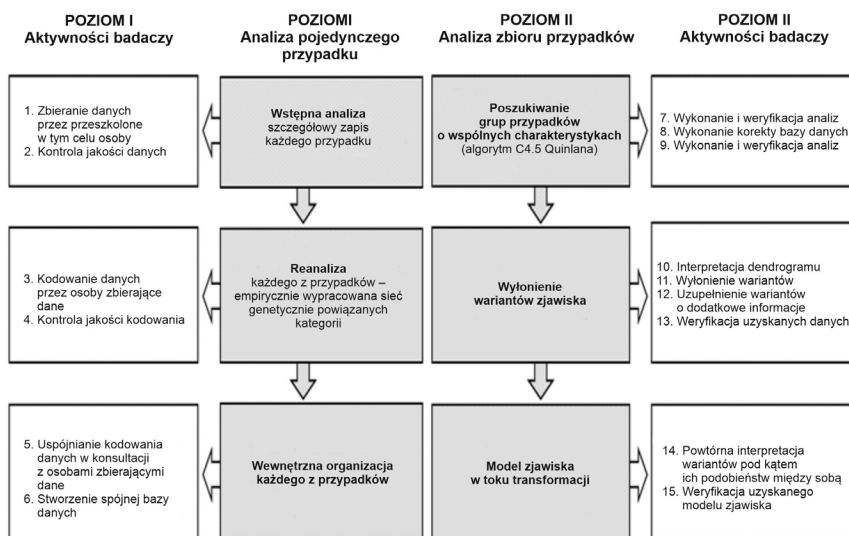 POZIOM I
Aktywności badaczy
POZIOMI
Analiza pojedynczego
przypadku
POZIOM II
Analiza zbioru przypadków
POZIOM II
Aktywności badaczy
1. Zbieranie danych
przez przeszkolone
w tym celu osoby
2. Kontrola jakości danych
Wstępna analiza
szczegółowy zapis
każdego przypadku
Poszukiwanie
grup przypadków
o wspólnych charakterystykach
(algorytm C4.5 Quinlana)
7. Wykonanie i weryfikacja analiz
8. Wykonanie korekty bazy danych
9. Wykonanie i weryfikacja analiz
3. Kodowanie danych
przez osoby zbierające
dane
4. Kontrola jakości kodowania
Reanaliza
każdego z przypadków –
empirycznie wypracowana sieć
genetycznie powiązanych
kategorii
Wyłonienie
wariantów zjawiska
10. Interpretacja dendrogramu
11. Wyłonienie wariantów
12. Uzupełnienie wariantów
o dodatkowe informacje
13. Weryfikacja uzyskanych danych
5. Uspójnianie kodowania
danych w konsultacji
z osobami zbierającymi
dane
6. Stworzenie spójnej bazy
danych
Wewnętrzna organizacja
każdego z przypadków
Model zjawiska
w toku transformacji
14. Powtórna interpretacja
wariantów pod kątem
ich podobieństw między sobą
15. Weryfikacja uzyskanego
modelu zjawiska